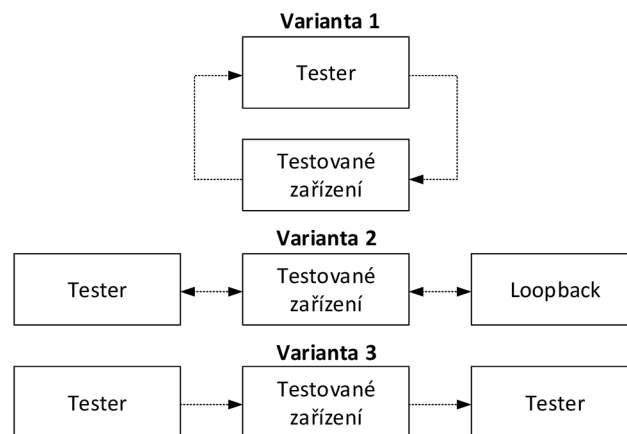 Varianta 1
Tester
Testované
zařízení
Varianta 2
Tester
Testované
zařízení
Loopback
Varianta 3
Tester
Testované
zařízení
Tester